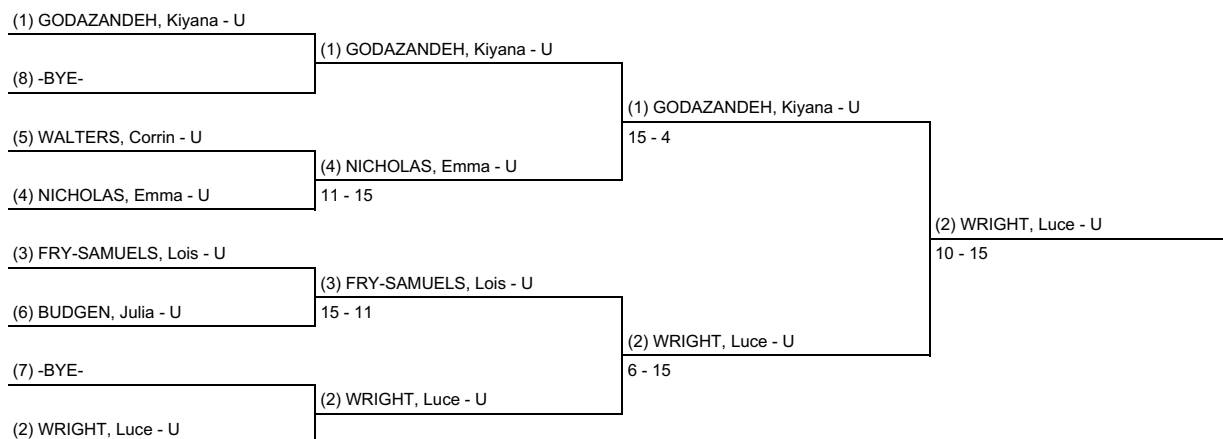 (1) GODAZANDEH, Kiyana - U
(1) GODAZANDEH, Kiyana - U
(8) -BYE-
(1) GODAZANDEH, Kiyana - U
(5) WALTERS, Corrin - U
15 - 4
(4) NICHOLAS, Emma - U
(4) NICHOLAS, Emma - U
11 - 15
(2) WRIGHT, Luce - U
(3) FRY-SAMUELS, Lois - U
10 - 15
(3) FRY-SAMUELS, Lois - U
(6) BUDGEN, Julia - U
15 - 11
(2) WRIGHT, Luce - U
(7) -BYE-
6 - 15
(2) WRIGHT, Luce - U
(2) WRIGHT, Luce - U